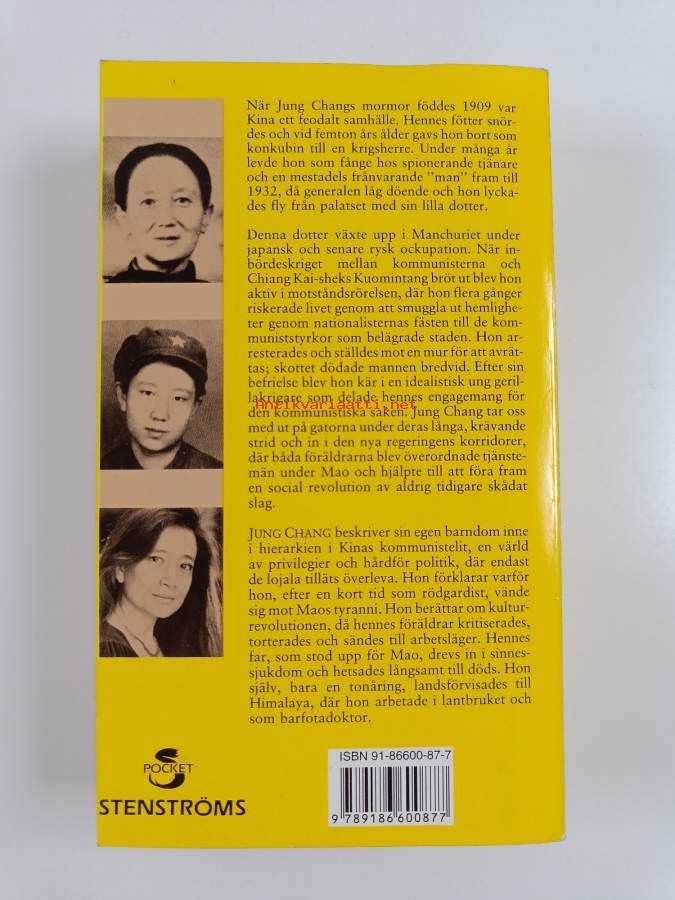 När Jung Changs mormor föddes 1909 var
Kina ett feodalt samhälle. Hennes fötter snör-
des och vid femton års ålder gavs hon bort som
konkubin till en krigsherre. Under många år
levde hon som fånge hos spionerande tjänare
och en mestadels frånvarande ”man” fram till
1932, då generalen låg döende och hon lycka-
des fly från palatset med sin lilla dotter.
Denna dotter växte upp i Manchuriet under
japansk och senare rysk ockupation. När in-
bördeskriget mellan kommunisterna och
Chiang Kai-sheks Kuomintang bröt ut blev hon
aktiv i motståndsrörelsen, där hon flera gånger
riskerade livet genom att smuggla ut hemlighe-
ter genom nationalisternas fästen till de kom-
muniststyrkor som belägrade staden. Hon ar-
resterades och ställdes mot en mur för att avrät-
tas; skottet dödade mannen bredvid. Efter sin
befrielse blev hon kär i en idealistisk ung geril-
lakrigare som delade hennes engagemang för
Antikvariaatti.net
den kommunistiska saken. Jung Chang tar oss
med ut på gatorna under deras långa, krävande
strid och in i den nya regeringens korridorer,
där båda föräldrarna blev överordnade tjänste-
män under Mao och hjälpte till att föra fram
en social revolution av aldrig tidigare skådat
slag.
JUNG CHANG beskriver sin egen barndom inne
i hierarkien i Kinas kommunistelit, en värld
av privilegier och hårdför politik, där endast
de lojala tilläts överleva. Hon förklarar varför
hon, efter en kort tid som rödgardist, vände
sig mot Maos tyranni. Hon berättar om kultur-
revolutionen, då hennes föräldrar kritiserades,
torterades och sändes till arbetsläger. Hennes
far, som stod upp för Mao, drevs in i sinnes-
sjukdom och hetsades långsamt till döds. Hon
själv, bara en tonåring, landsförvisades till
Himalaya, där hon arbetade i lantbruket och
som barfotadoktor.
ISBN 91-86600-87-7
9 789186 600877
POCKET
STENSTRÖMS